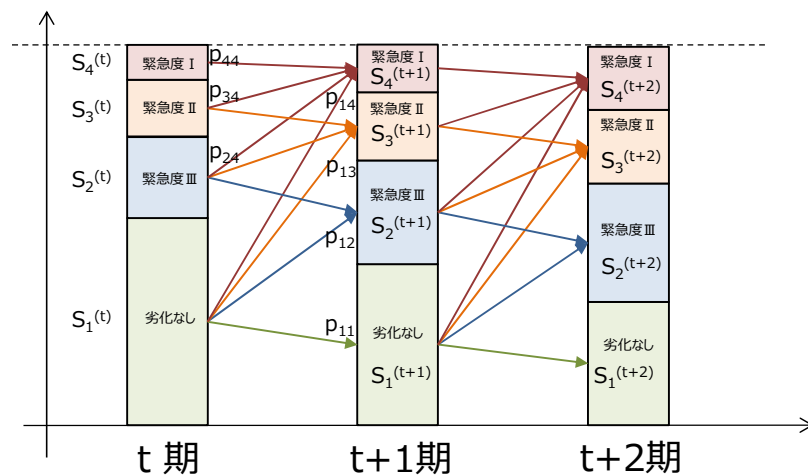 S4(t)
緊急度Ⅰ
p44
S3(t)
緊急度Ⅱ
p34
S2(t)
緊急度Ⅲ
p24
S1(t)
劣化なし
p14
p13
p12
p11
緊急度Ⅰ
S4(t+1)
緊急度Ⅱ
S3(t+1)
緊急度Ⅲ
S2(t+1)
劣化なし
S1(t+1)
緊急度Ⅰ
S4(t+2)
緊急度Ⅱ
S3(t+2)
緊急度Ⅲ
S2(t+2)
劣化なし
S1(t+2)
t 期
t+1期
t+2期